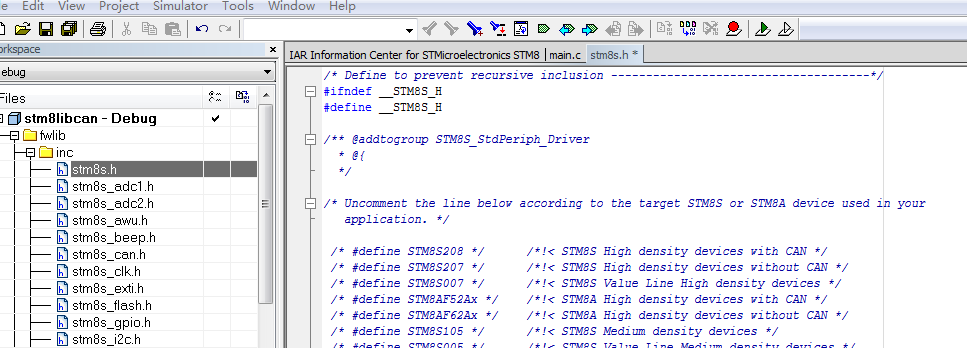 Edit View Project Simulator Tools Window Help
IAR Information Center for STMicroelectronics STM8 | main.c stm8s.h *
Files
stm8libcan - Debug
fwlib
inc
stm8s.h
stm8s_adc1.h
stm8s_adc2.h
stm8s_awu.h
stm8s_beep.h
stm8s_can.h
stm8s_clk.h
stm8s_exti.h
stm8s_flash.h
stm8s_gpio.h
stm8s_i2c.h
/* Define to prevent recursive inclusion -------------------------------------*/
#ifndef __STM8S_H
#define __STM8S_H
/** @addtogroup STM8S_StdPeriph_Driver
* @{
*/
/* Uncomment the line below according to the target STM8S or STM8A device used in your
application. */
/* #define STM8S208 */ /*!< STM8S High density devices with CAN */
/* #define STM8S207 */ /*!< STM8S High density devices without CAN */
/* #define STM8S007 */ /*!< STM8S Value Line High density devices */
/* #define STM8AF52Ax */ /*!< STM8A High density devices with CAN */
/* #define STM8AF62Ax */ /*!< STM8A High density devices without CAN */
/* #define STM8S105 */ /*!< STM8S Medium density devices */
/* #define STM8S005 */ /*!< STM8S Value Line Medium density devices */